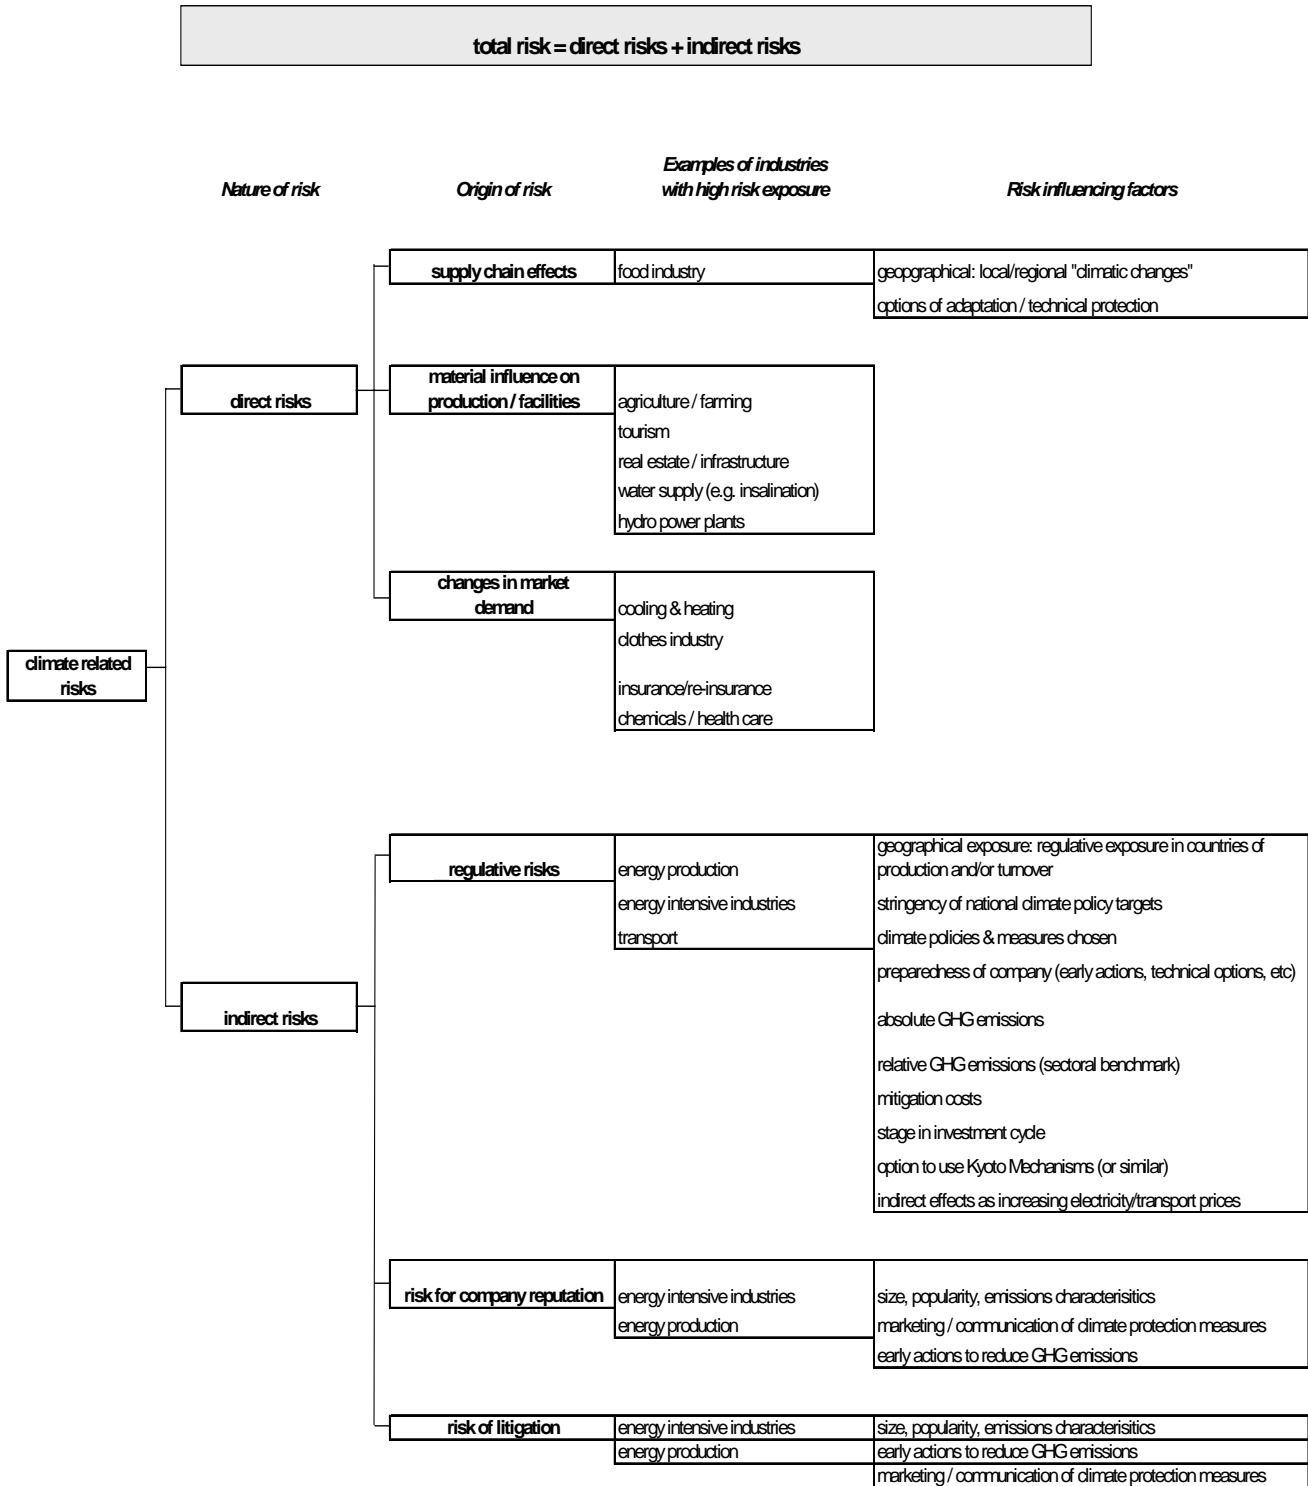 total risk = direct risks + indirect risks
Nature of risk
Origin of risk
Examples of industries
with high risk exposure
Risk influencing factors
supply chain effects
food industry
geopgraphical: local/regional "climatic changes"
options of adaptation / technical protection
direct risks
material influence on
production / facilities
agriculture / farming
tourism
real estate / infrastructure
water supply (e.g. insalination)
hydro power plants
changes in market
demand
cooling & heating
clothes industry
insurance/re-insurance
chemicals / health care
climate related
risks
indirect risks
regulative risks
energy production
energy intensive industries
transport
geographical exposure: regulative exposure in countries of
production and/or turnover
stringency of national climate policy targets
climate policies & measures chosen
preparedness of company (early actions, technical options, etc)
absolute GHG emissions
relative GHG emissions (sectoral benchmark)
mitigation costs
stage in investment cycle
option to use Kyoto Mechanisms (or similar)
indirect effects as increasing electricity/transport prices
risk for company reputation
energy intensive industries
energy production
size, popularity, emissions characterisitics
marketing / communication of climate protection measures
early actions to reduce GHG emissions
risk of litigation
energy intensive industries
energy production
size, popularity, emissions characterisitics
early actions to reduce GHG emissions
marketing / communication of climate protection measures